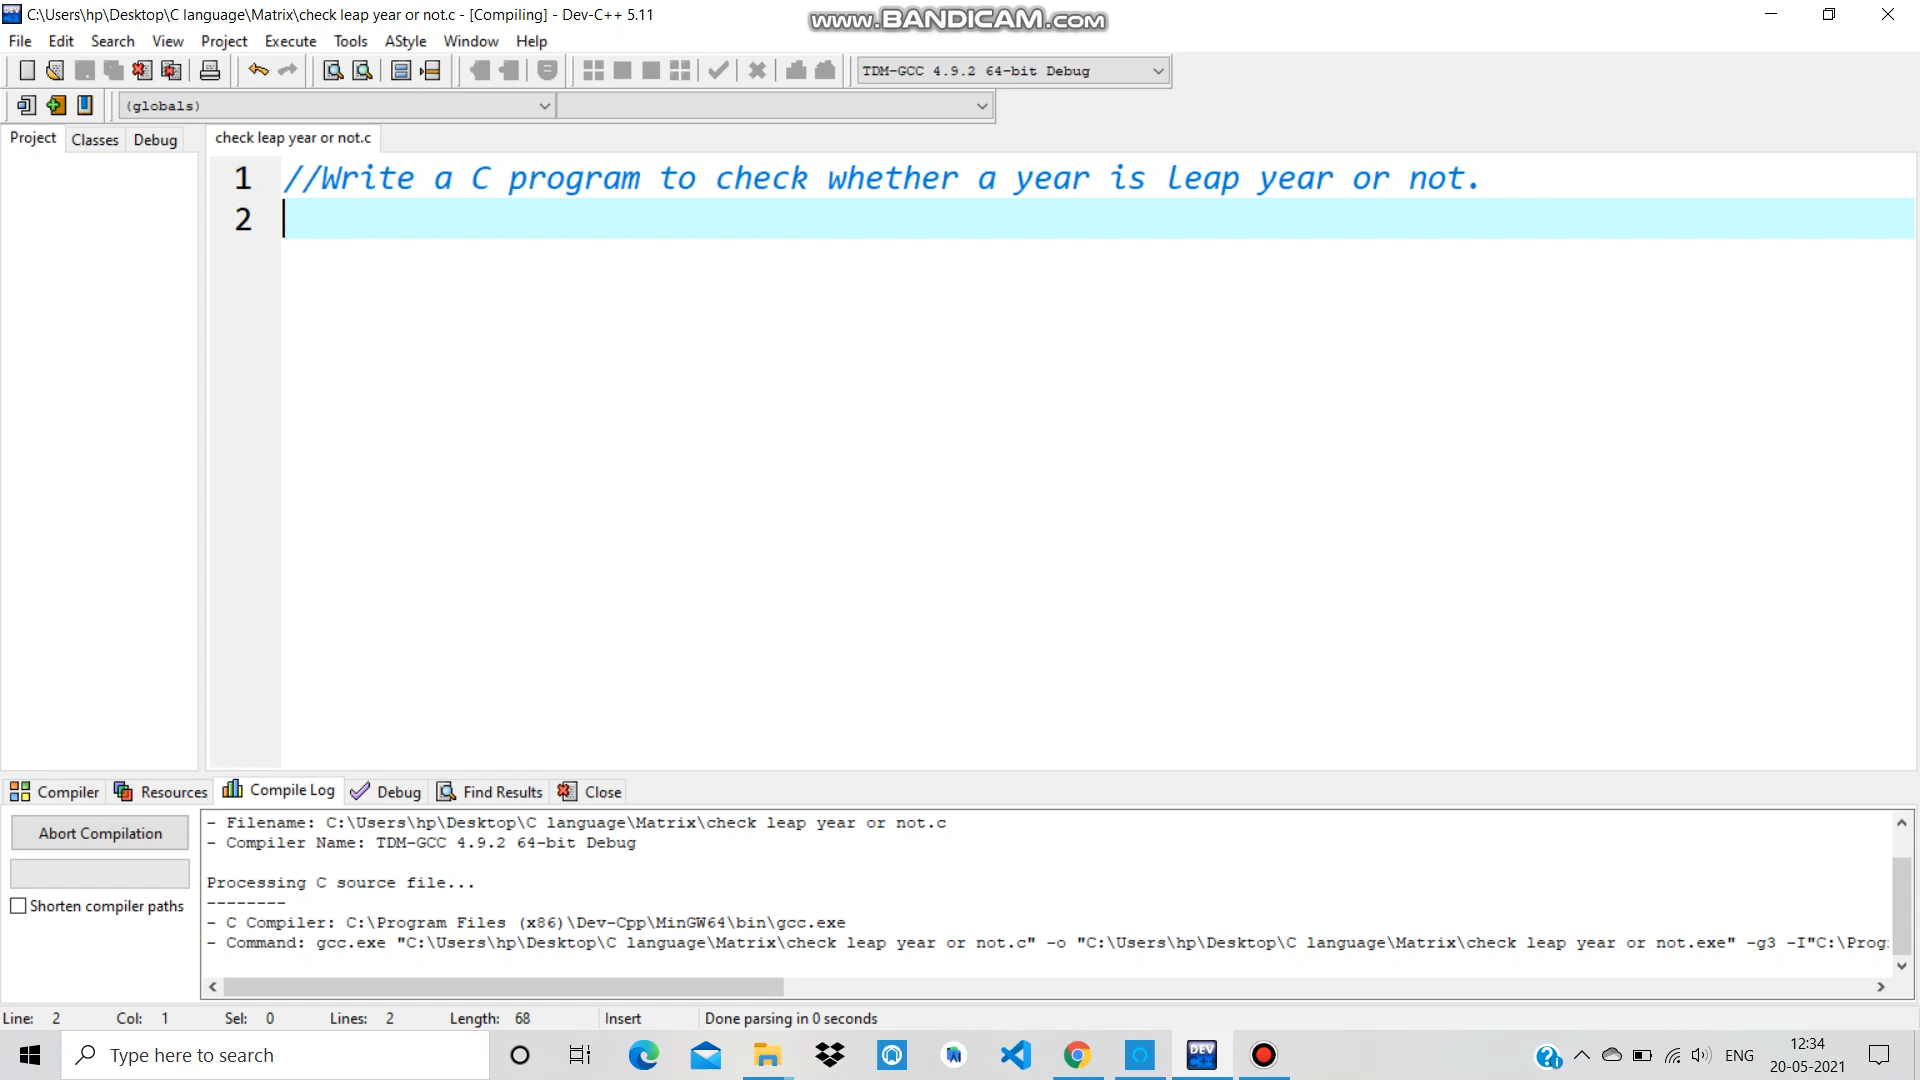 C:\Users\hp\Desktop\C language\Matrix\check leap year or not.c - [Compiling] - Dev-C++ 5.11
www.BANDICAM.com
File Edit Search View Project Execute Tools AStyle Window Help
TDM-GCC 4.9.2 64-bit Debug
(globals)
Project Classes Debug
check leap year or not.c
1 //Write a C program to check whether a year is leap year or not.
2
Compiler Resources Compile Log Debug Find Results Close
Abort Compilation
Shorten compiler paths
- Filename: C:\Users\hp\Desktop\C language\Matrix\check leap year or not.c
- Compiler Name: TDM-GCC 4.9.2 64-bit Debug
Processing C source file...
--------
- C Compiler: C:\Program Files (x86)\Dev-Cpp\MinGW64\bin\gcc.exe
- Command: gcc.exe "C:\Users\hp\Desktop\C language\Matrix\check leap year or not.c" -o "C:\Users\hp\Desktop\C language\Matrix\check leap year or not.exe" -g3 -I"C:\Prog
Line: 2 Col: 1 Sel: 0 Lines: 2 Length: 68 Insert Done parsing in 0 seconds
Type here to search
DEV
ENG
12:34
20-05-2021